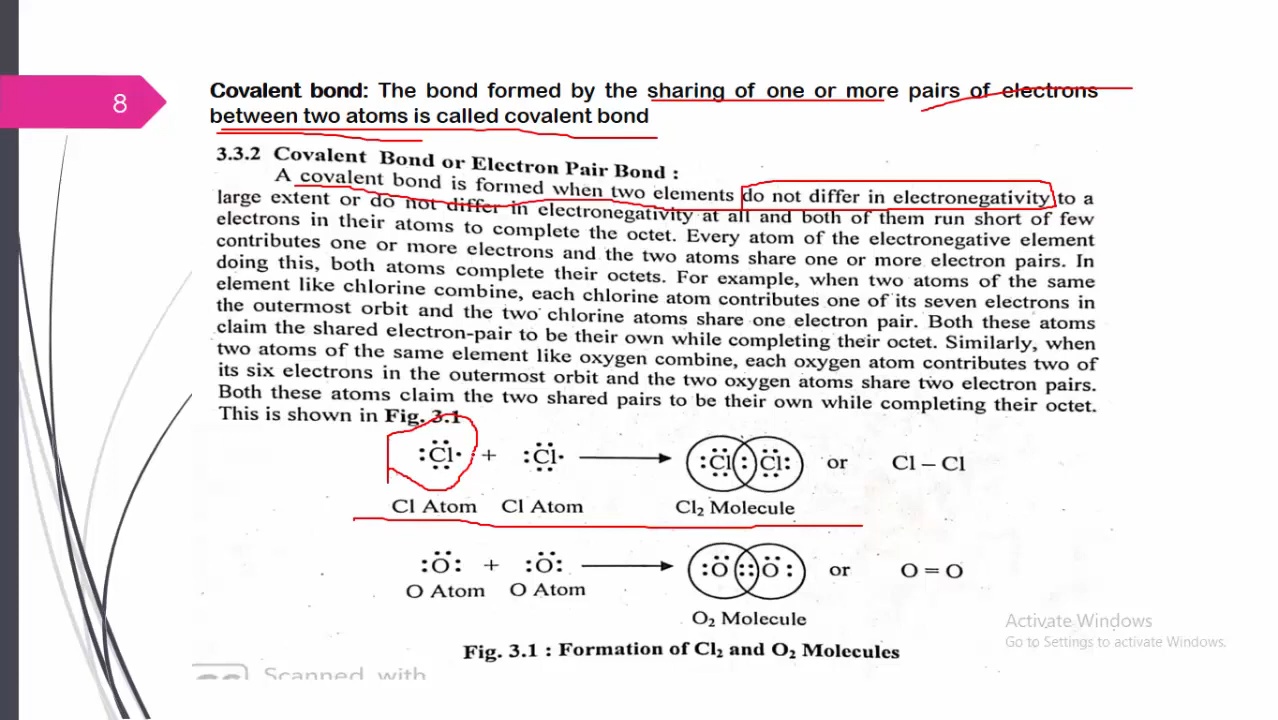 8
Covalent bond: The bond formed by the sharing of one or more pairs of electrons
between two atoms is called covalent bond
3.3.2 Covalent Bond or Electron Pair Bond :
A covalent bond is formed when two elements do not differ in electronegativity to a
large extent or do not differ in electronegativity at all and both of them run short of few
electrons in their atoms to complete the octet. Every atom of the electronegative element
contributes one or more electrons and the two atoms share one or more electron pairs. In
doing this, both atoms complete their octets. For example, when two atoms of the same
element like chlorine combine, each chlorine atom contributes one of its seven electrons in
the outermost orbit and the two chlorine atoms share one electron pair. Both these atoms
claim the shared electron-pair to be their own while completing their octet. Similarly, when
two atoms of the same element like oxygen combine, each oxygen atom contributes two of
its six electrons in the outermost orbit and the two oxygen atoms share two electron pairs.
Both these atoms claim the two shared pairs to be their own while completing their octet.
This is shown in Fig. 3.1
:Cl· + :Cl· → :Cl:Cl: or Cl – Cl
Cl Atom Cl Atom Cl₂ Molecule
:O: + :O: → :O::O: or O = O
O Atom O Atom
O₂ Molecule
Fig. 3.1 : Formation of Cl₂ and O₂ Molecules
Activate Windows
Go to Settings to activate Windows.
Scanned with